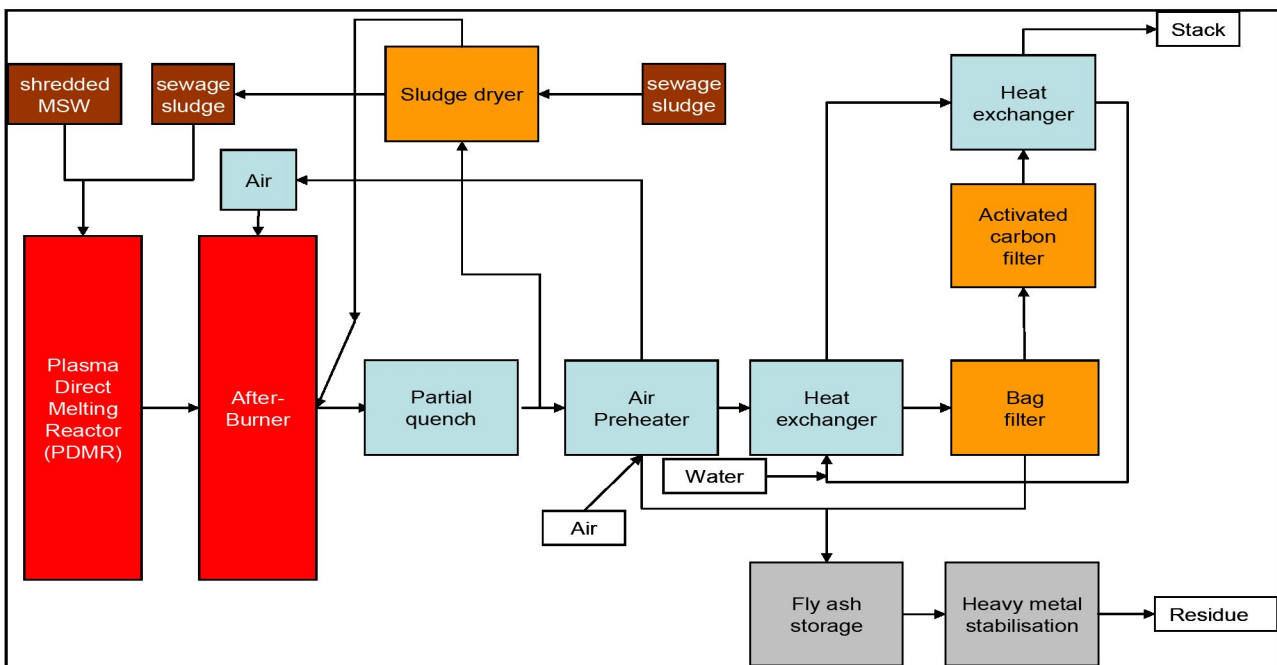 Stack
shredded
MSW
sewage
sludge
Sludge dryer
sewage
sludge
Heat
exchanger
Air
Activated
carbon
filter
Plasma
Direct
Melting
Reactor
(PDMR)
After-
Burner
Partial
quench
Air
Preheater
Heat
exchanger
Bag
filter
Water
Air
Fly ash
storage
Heavy metal
stabilisation
Residue